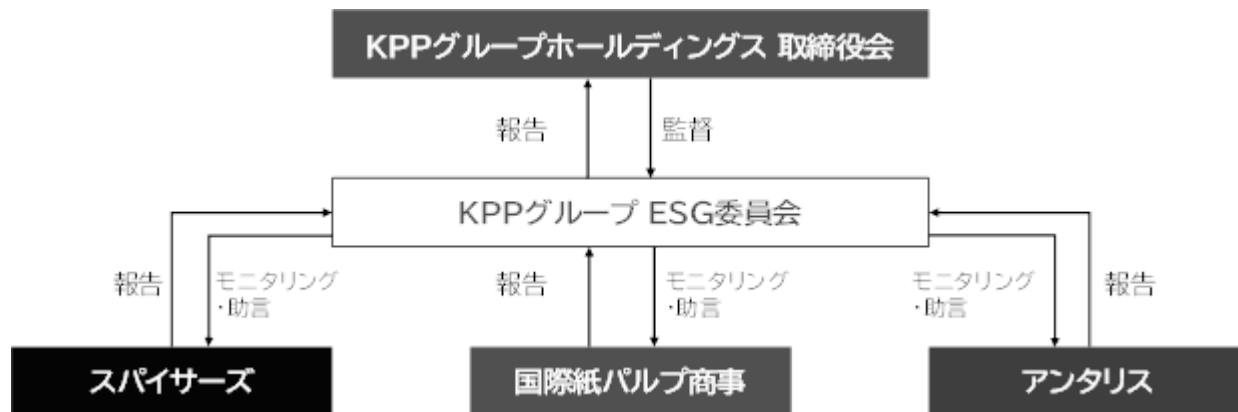 KPPグループホールディングス 取締役会
報告
監督
KPPグループ ESG委員会
報告
モニタリング
・助言
報告
モニタリング
・助言
モニタリング
・助言
報告
スパイサーズ
国際紙パルプ商事
アンタリス